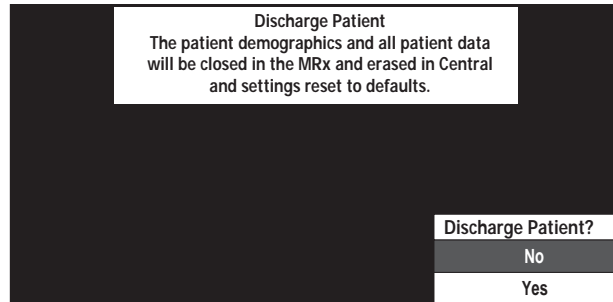 Discharge Patient
The patient demographics and all patient data
will be closed in the MRx and erased in Central
and settings reset to defaults.
Discharge Patient?
No
Yes